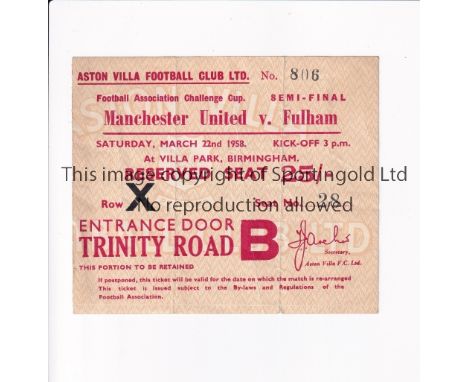 ASTON VILLA FOOTBALL CLUB LTD. No. 806
Football Association Challenge Cup. SEMI-FINAL
Manchester United v. Fulham
SATURDAY, MARCH 22nd 1958. KICK-OFF 3 p.m.
At VILLA PARK, BIRMINGHAM.
This image copyright of Sportingold Ltd
RESERVED SEAT 25/-
Row X Seat No. 28
No reproduction allowed
ENTRANCE DOOR
TRINITY ROAD B
Secretary,
Aston Villa F.C. Ltd.
THIS PORTION TO BE RETAINED
If postponed, this ticket will be valid for the date on which the match is re-arranged
This ticket is issued subject to the By-laws and Regulations of the
Football Association.